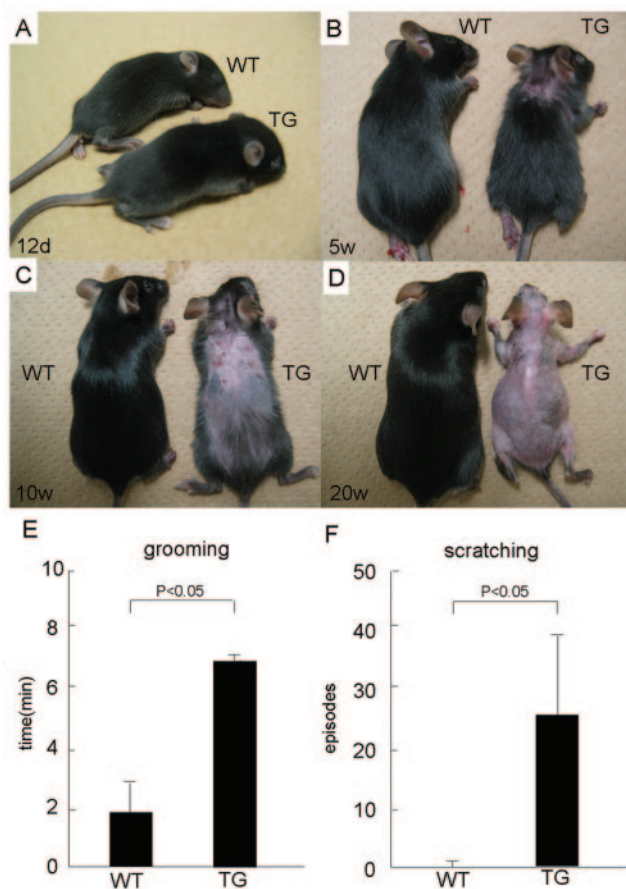 A
WT
TG
12d
B
WT
TG
5w
C
WT
TG
10w
D
WT
TG
20w
E
grooming
10
8
6
4
2
0
time(min)
P<0.05
WT
TG
F
scratching
50
40
30
20
10
0
episodes
P<0.05
WT
TG